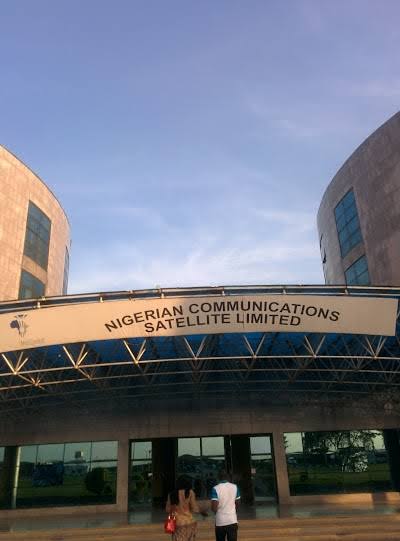 NIGERIAN COMMUNICATIONS
SATELLITE LIMITED